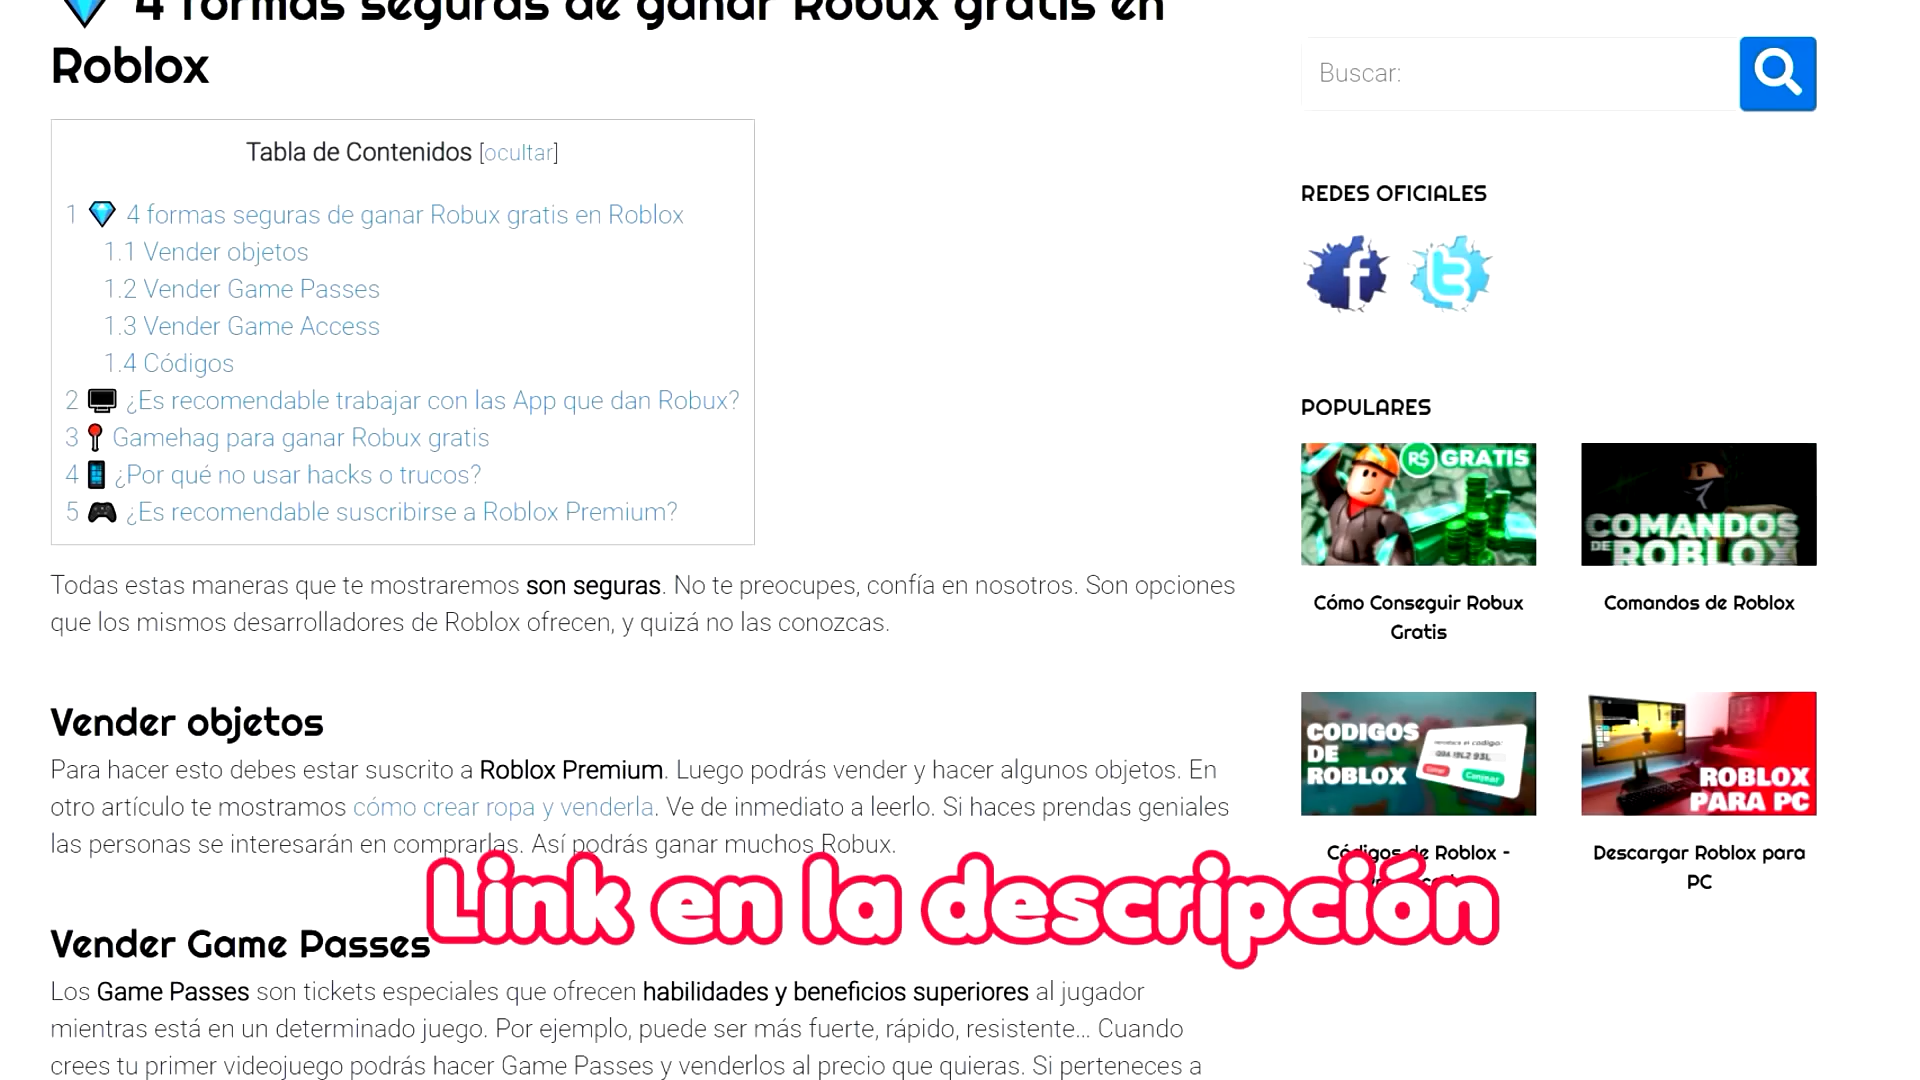 4 formas seguras de ganar Robux gratis en
Roblox
Tabla de Contenidos [ocultar]
1 4 formas seguras de ganar Robux gratis en Roblox
1.1 Vender objetos
1.2 Vender Game Passes
1.3 Vender Game Access
1.4 Códigos
2 ¿Es recomendable trabajar con las App que dan Robux?
3 Gamehag para ganar Robux gratis
4 ¿Por qué no usar hacks o trucos?
5 ¿Es recomendable suscribirse a Roblox Premium?
Todas estas maneras que te mostraremos son seguras. No te preocupes, confía en nosotros. Son opciones
que los mismos desarrolladores de Roblox ofrecen, y quizá no las conozcas.
Vender objetos
Para hacer esto debes estar suscrito a Roblox Premium. Luego podrás vender y hacer algunos objetos. En
otro artículo te mostramos cómo crear ropa y venderla. Ve de inmediato a leerlo. Si haces prendas geniales
las personas se interesarán en comprarlas. Así podrás ganar muchos Robux.
Link en la descripción
Vender Game Passes
Los Game Passes son tickets especiales que ofrecen habilidades y beneficios superiores al jugador
mientras está en un determinado juego. Por ejemplo, puede ser más fuerte, rápido, resistente... Cuando
crees tu primer videojuego podrás hacer Game Passes y venderlos al precio que quieras. Si perteneces a
Buscar:
REDES OFICIALES
f
t
POPULARES
R$ GRATIS
Cómo Conseguir Robux
Gratis
COMANDOS
DE ROBLOX
Comandos de Roblox
CODIGOS
DE
ROBLOX
Canjear
Códigos de Roblox -
ROBLOX
PARA PC
Descargar Roblox para
PC